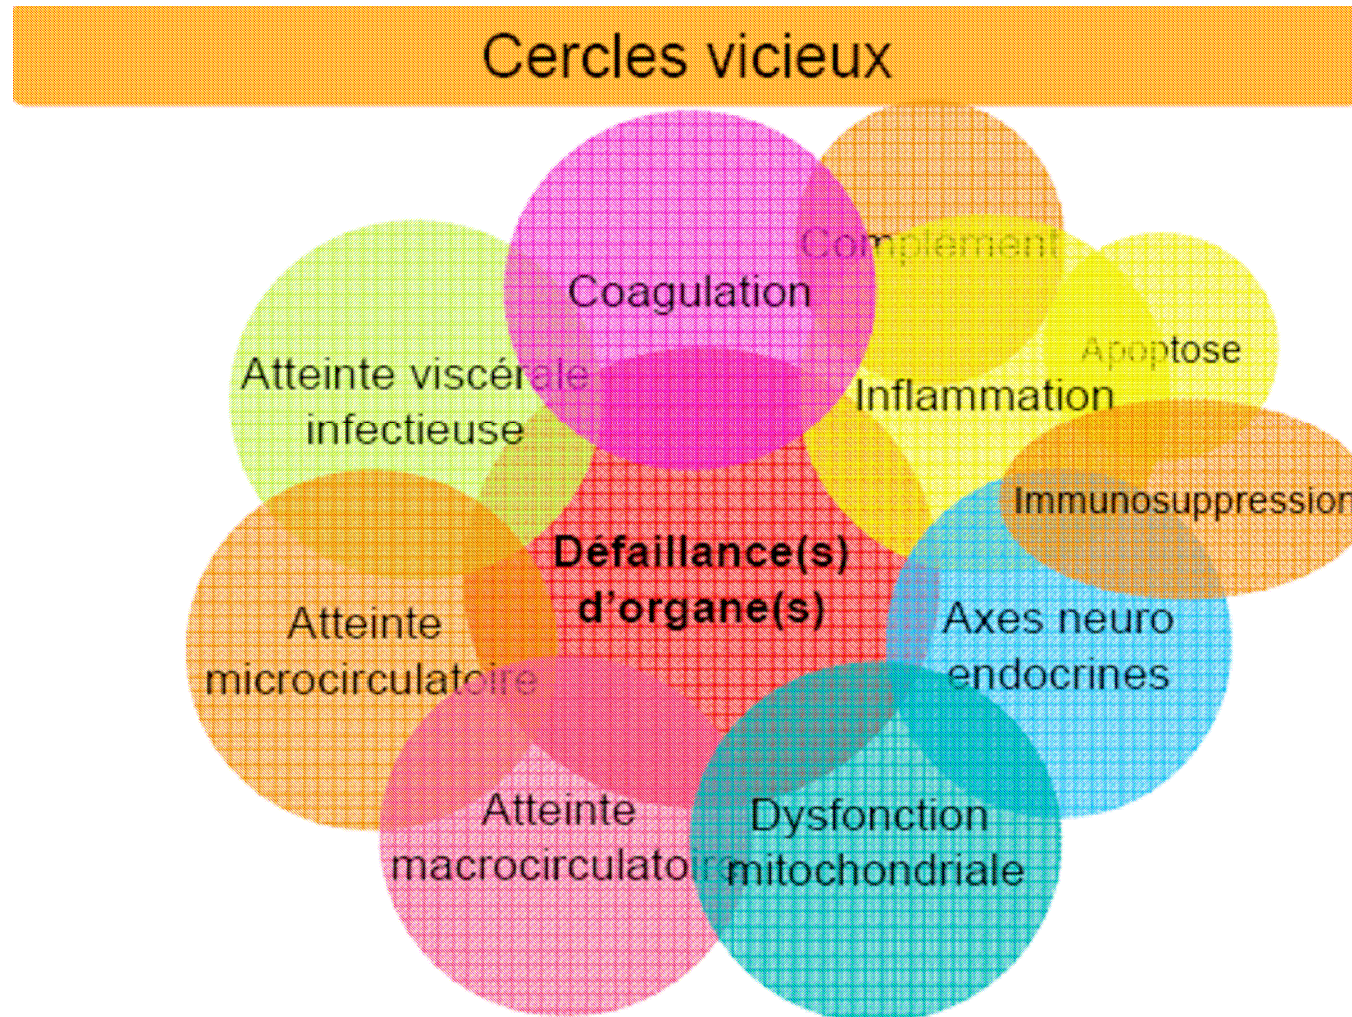 Cercles vicieux
Complément
Coagulation
Apoptose
Atteinte viscérale
infectieuse
Inflammation
Immunosuppression
Défaillance(s)
d’organe(s)
Atteinte
microcirculatoire
Axes neuro
endocrines
Atteinte
macrocirculatoire
Dysfonction
mitochondriale